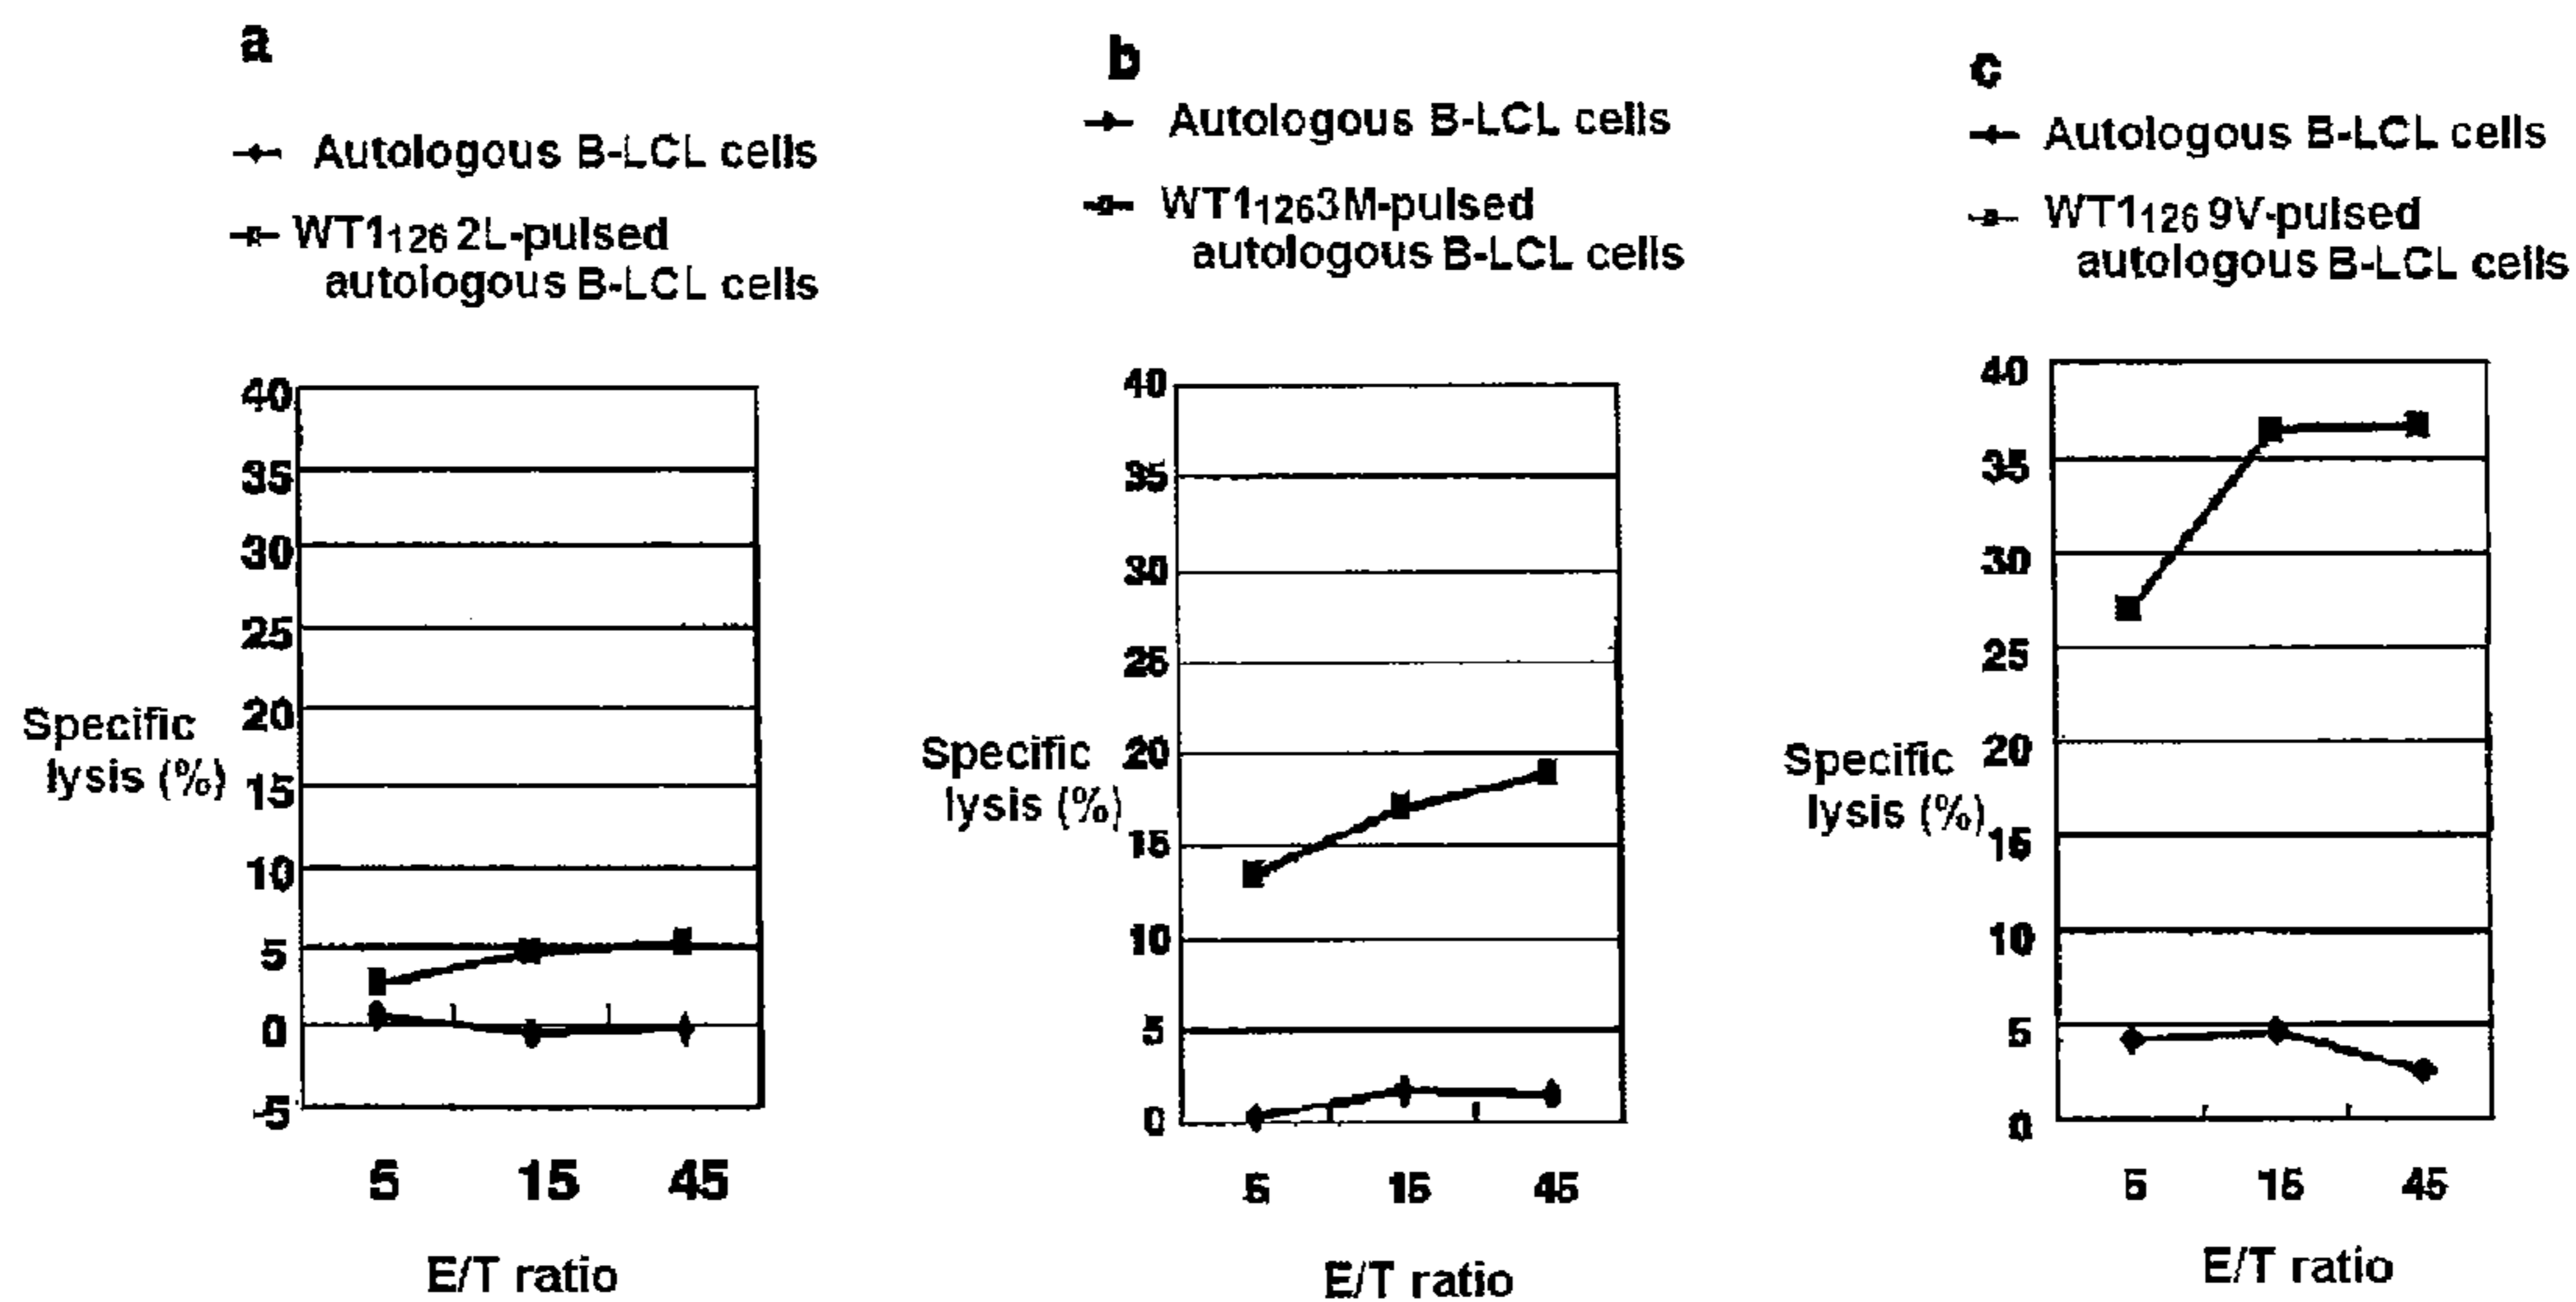 a
Autologous B-LCL cells
WT1126 2L-pulsed
autologous B-LCL cells
40
35
30
25
20
15
10
5
0
-5
Specific
lysis (%)
5 15 45
E/T ratio
b
Autologous B-LCL cells
WT11263M-pulsed
autologous B-LCL cells
40
35
30
25
20
15
10
5
0
Specific
lysis (%)
5 15 45
E/T ratio
c
Autologous B-LCL cells
WT1126 9V-pulsed
autologous B-LCL cells
40
35
30
25
20
15
10
5
0
Specific
lysis (%)
5 15 45
E/T ratio